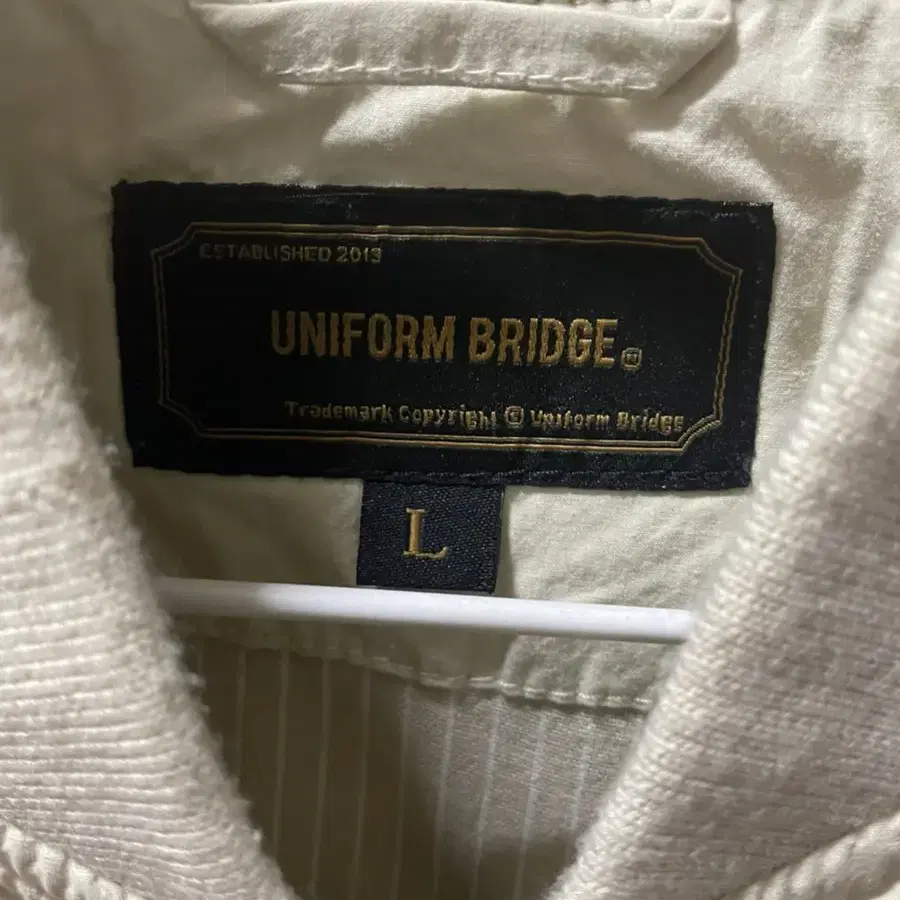 ESTABLISHED 2013
UNIFORM BRIDGE
Trademark Copyright © Uniform Bridge
L